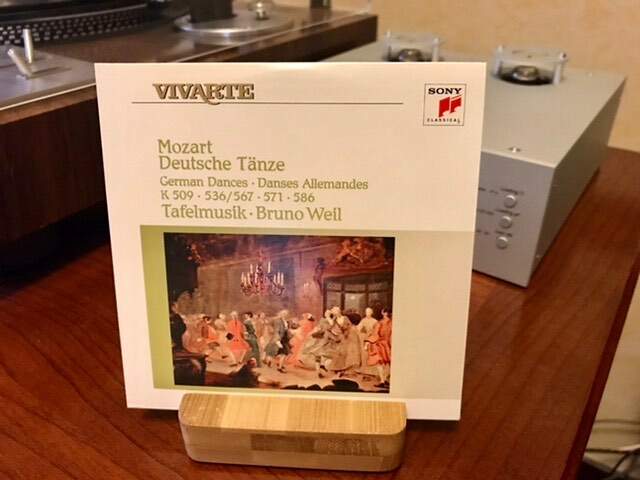 VIVARTE
SONY
CLASSICAL
Mozart
Deutsche Tänze
German Dances · Danses Allemandes
K 509 · 536/567 · 571 · 586
Tafelmusik · Bruno Weil